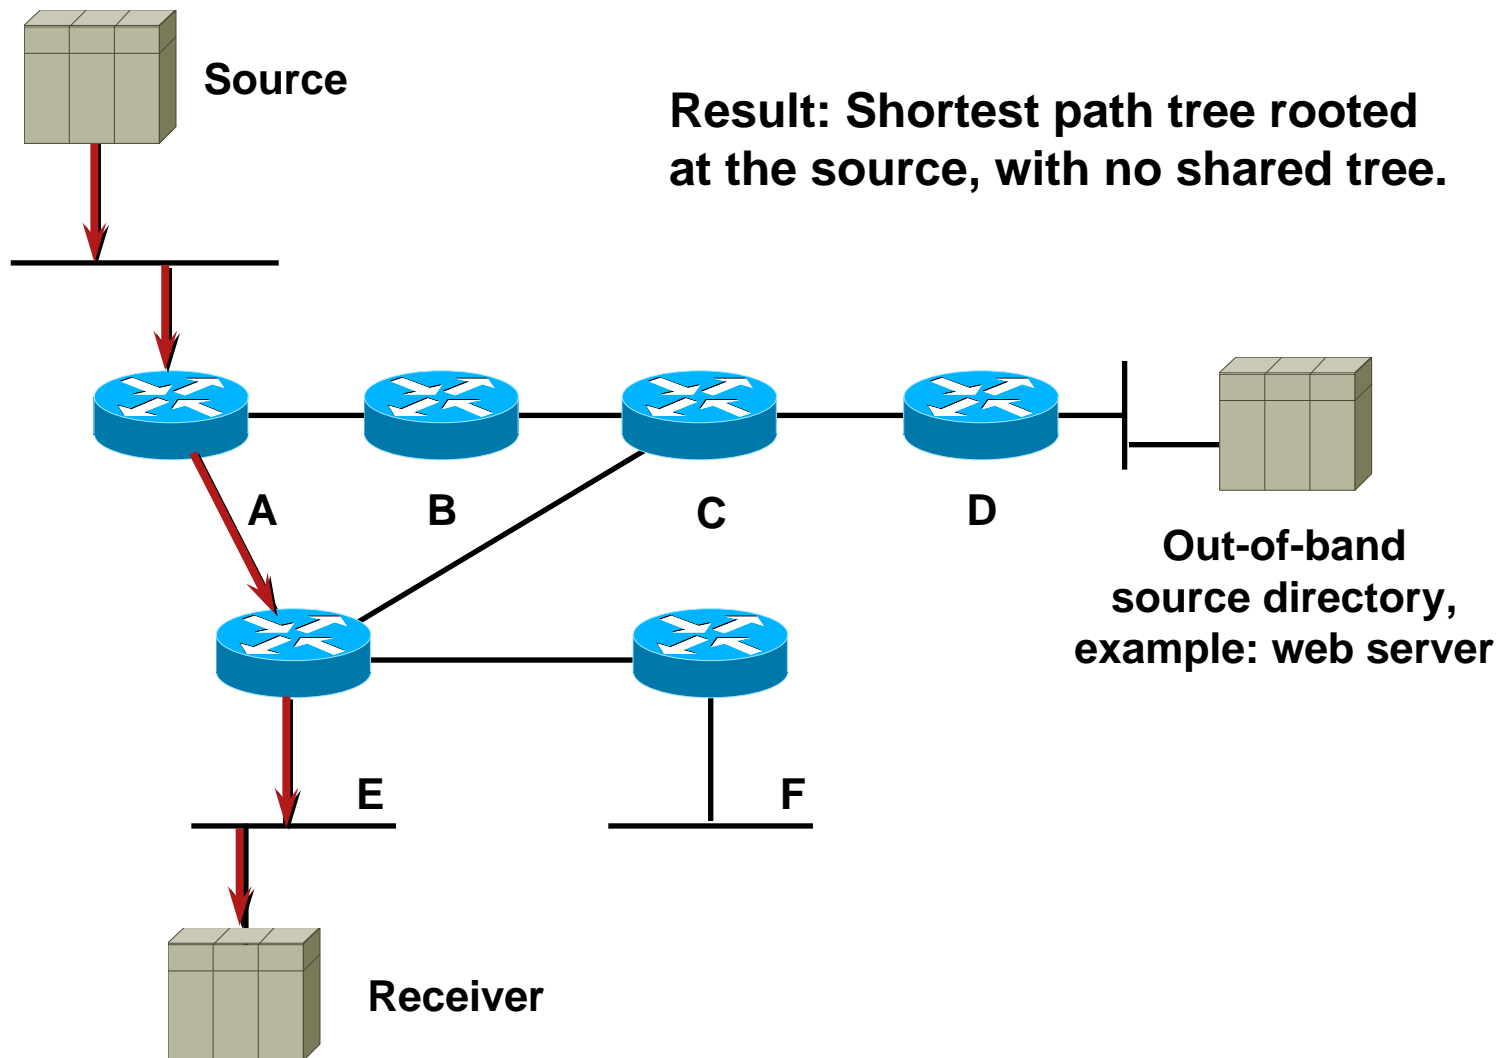 Source
Result: Shortest path tree rooted
at the source, with no shared tree.
A
B
C
D
Out-of-band
source directory,
example: web server
E
F
Receiver